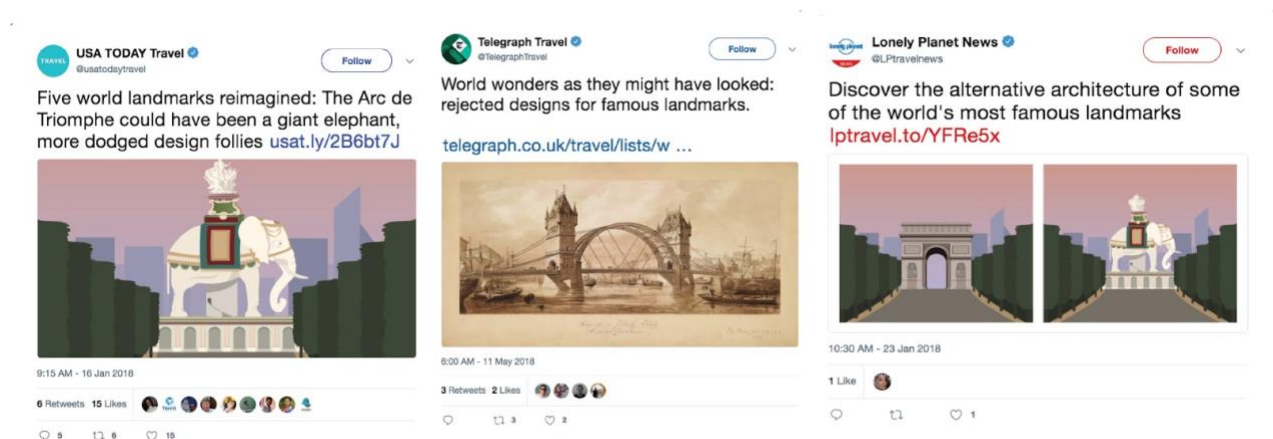 TRAVEL
USA TODAY Travel
@usatodaytravel
Follow
Five world landmarks reimagined: The Arc de
Triomphe could have been a giant elephant,
more dodged design follies usat.ly/2B6bt7J
9:15 AM - 16 Jan 2018
6 Retweets 15 Likes
5 6 15
Telegraph Travel
@TelegraphTravel
Follow
World wonders as they might have looked:
rejected designs for famous landmarks.
telegraph.co.uk/travel/lists/w ...
6:00 AM - 11 May 2018
3 Retweets 2 Likes
3 2
lonely planet
Lonely Planet News
@LPtravelnews
Follow
Discover the alternative architecture of some
of the world's most famous landmarks
lptravel.to/YFRe5x
10:30 AM - 23 Jan 2018
1 Like
1